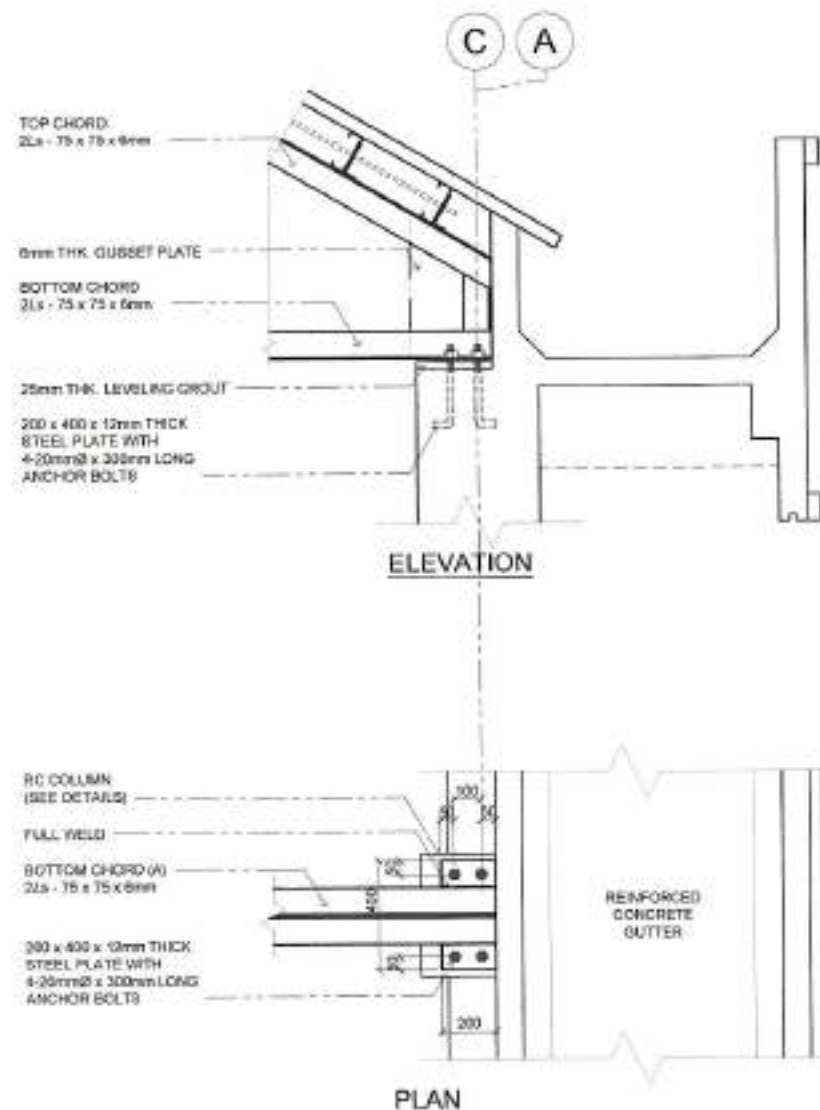 C A
TOP CHORD
2Ls - 75 x 75 x 6mm
6mm THK. GUSSET PLATE
BOTTOM CHORD
2Ls - 75 x 75 x 6mm
25mm THK. LEVELING GROUT
200 x 400 x 12mm THICK
STEEL PLATE WITH
4-20mmØ x 300mm LONG
ANCHOR BOLTS
ELEVATION
RC COLUMN
(SEE DETAILS)
100
FULL WELD
BOTTOM CHORD (A)
2Ls - 75 x 75 x 6mm
400
REINFORCED
CONCRETE
GUTTER
200 x 400 x 12mm THICK
STEEL PLATE WITH
4-20mmØ x 300mm LONG
ANCHOR BOLTS
200
PLAN